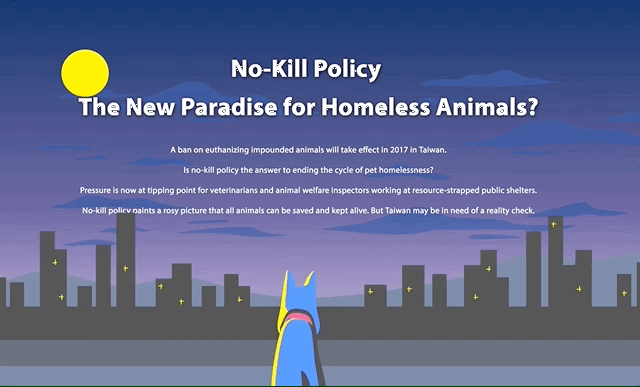 No-Kill Policy
The New Paradise for Homeless Animals?
A ban on euthanizing impounded animals will take effect in 2017 in Taiwan.
Is no-kill policy the answer to ending the cycle of pet homelessness?
Pressure is now at tipping point for veterinarians and animal welfare inspectors working at resource-strapped public shelters.
No-kill policy paints a rosy picture that all animals can be saved and kept alive. But Taiwan may be in need of a reality check.